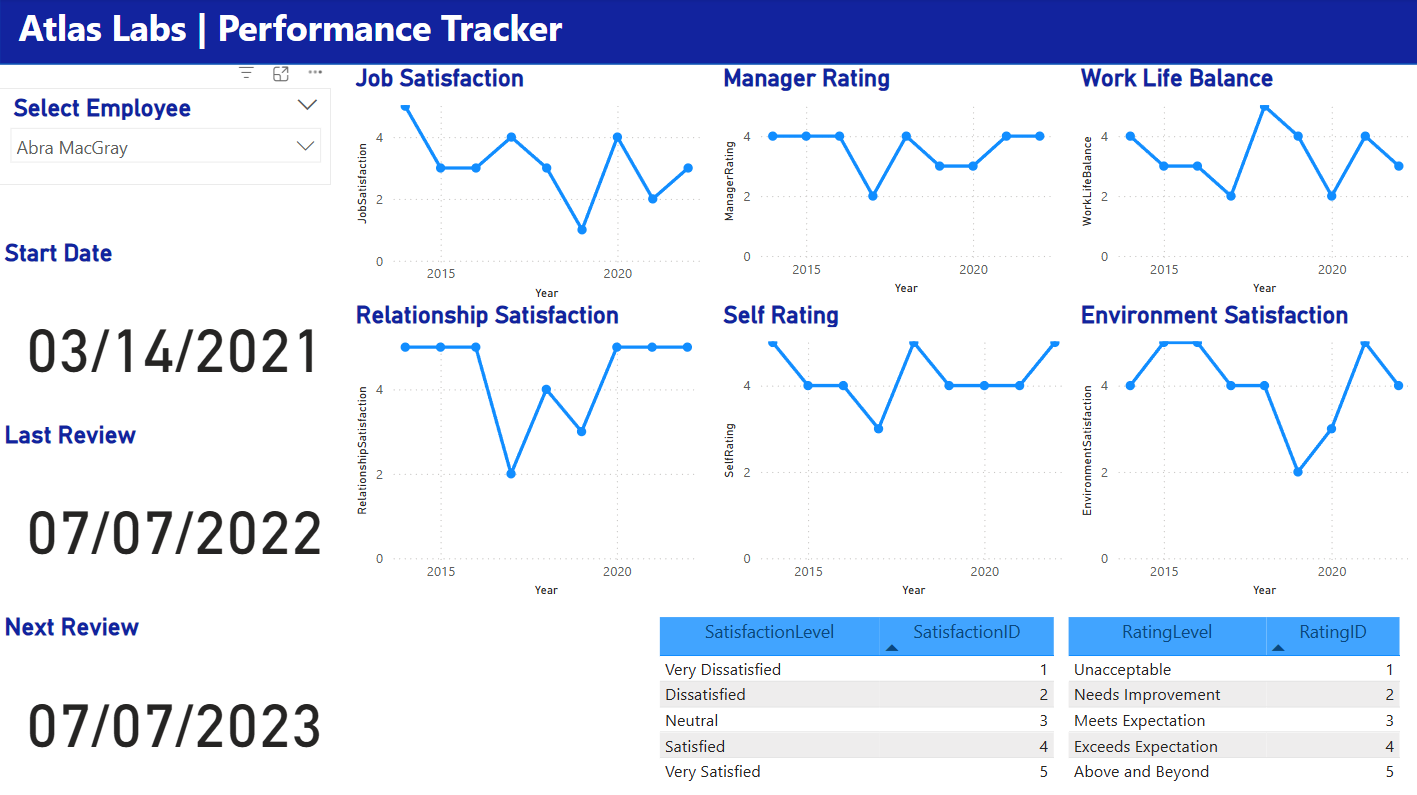 Atlas Labs | Performance Tracker
Select Employee
Abra MacGray
Start Date
03/14/2021
Last Review
07/07/2022
Next Review
07/07/2023
Job Satisfaction
JobSatisfaction
4
2
0
2015 2020
Year
Manager Rating
ManagerRating
4
2
0
2015 2020
Year
Work Life Balance
WorkLifeBalance
4
2
0
2015 2020
Year
Relationship Satisfaction
RelationshipSatisfaction
4
2
0
2015 2020
Year
Self Rating
SelfRating
4
2
0
2015 2020
Year
Environment Satisfaction
EnvironmentSatisfaction
4
2
0
2015 2020
Year
SatisfactionLevel SatisfactionID
Very Dissatisfied 1
Dissatisfied 2
Neutral 3
Satisfied 4
Very Satisfied 5
RatingLevel RatingID
Unacceptable 1
Needs Improvement 2
Meets Expectation 3
Exceeds Expectation 4
Above and Beyond 5